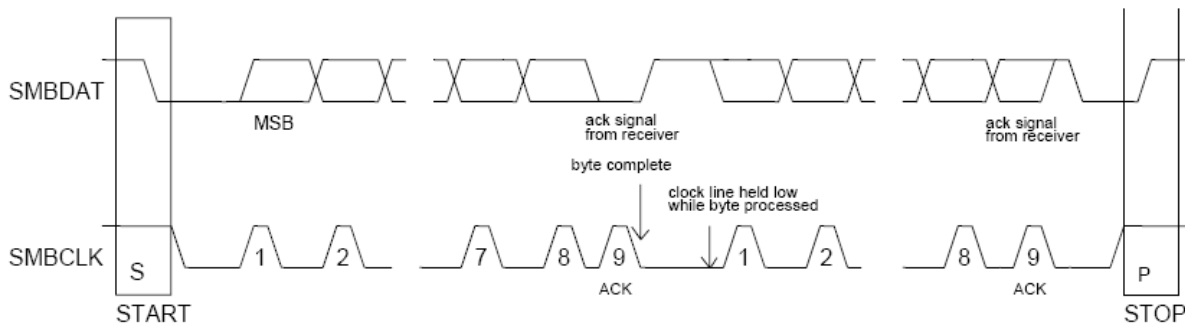 SMBDAT
MSB
ack signal
from receiver
ack signal
from receiver
byte complete
clock line held low
while byte processed
SMBCLK
S
1
2
7
8
9
1
2
8
9
P
ACK
ACK
START
STOP